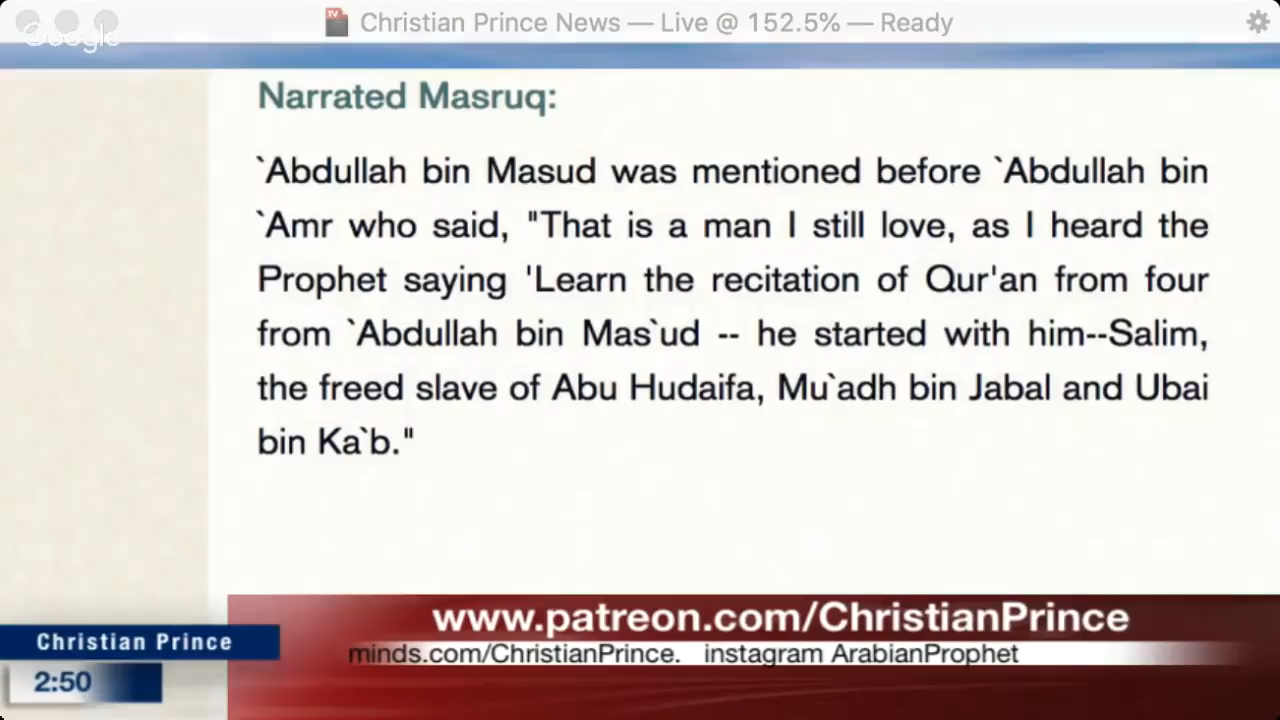 Christian Prince News — Live @ 152.5% — Ready
Google
Narrated Masruq:
`Abdullah bin Masud was mentioned before `Abdullah bin
`Amr who said, "That is a man I still love, as I heard the
Prophet saying 'Learn the recitation of Qur'an from four
from `Abdullah bin Mas`ud -- he started with him--Salim,
the freed slave of Abu Hudaifa, Mu`adh bin Jabal and Ubai
bin Ka`b."
www.patreon.com/ChristianPrince
Christian Prince
minds.com/ChristianPrince. instagram ArabianProphet
2:50